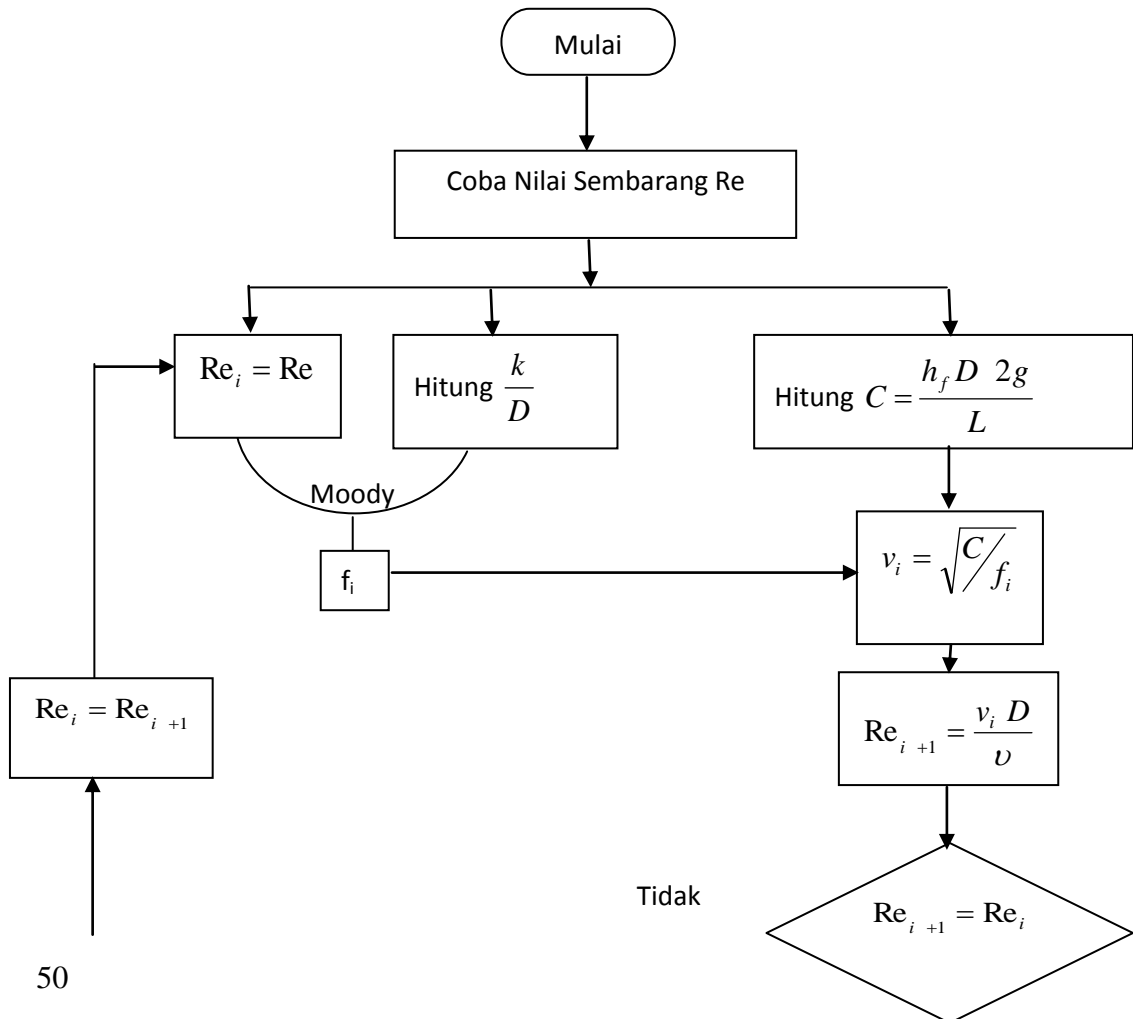 Mulai
Coba Nilai Sembarang Re
Re_i = Re
Hitung k/D
Hitung C = h_f D 2g / L
Moody
f_i
v_i = √(C/f_i)
Re_i = Re_{i +1}
Re_{i +1} = v_i D / υ
Tidak
Re_{i +1} = Re_i
50